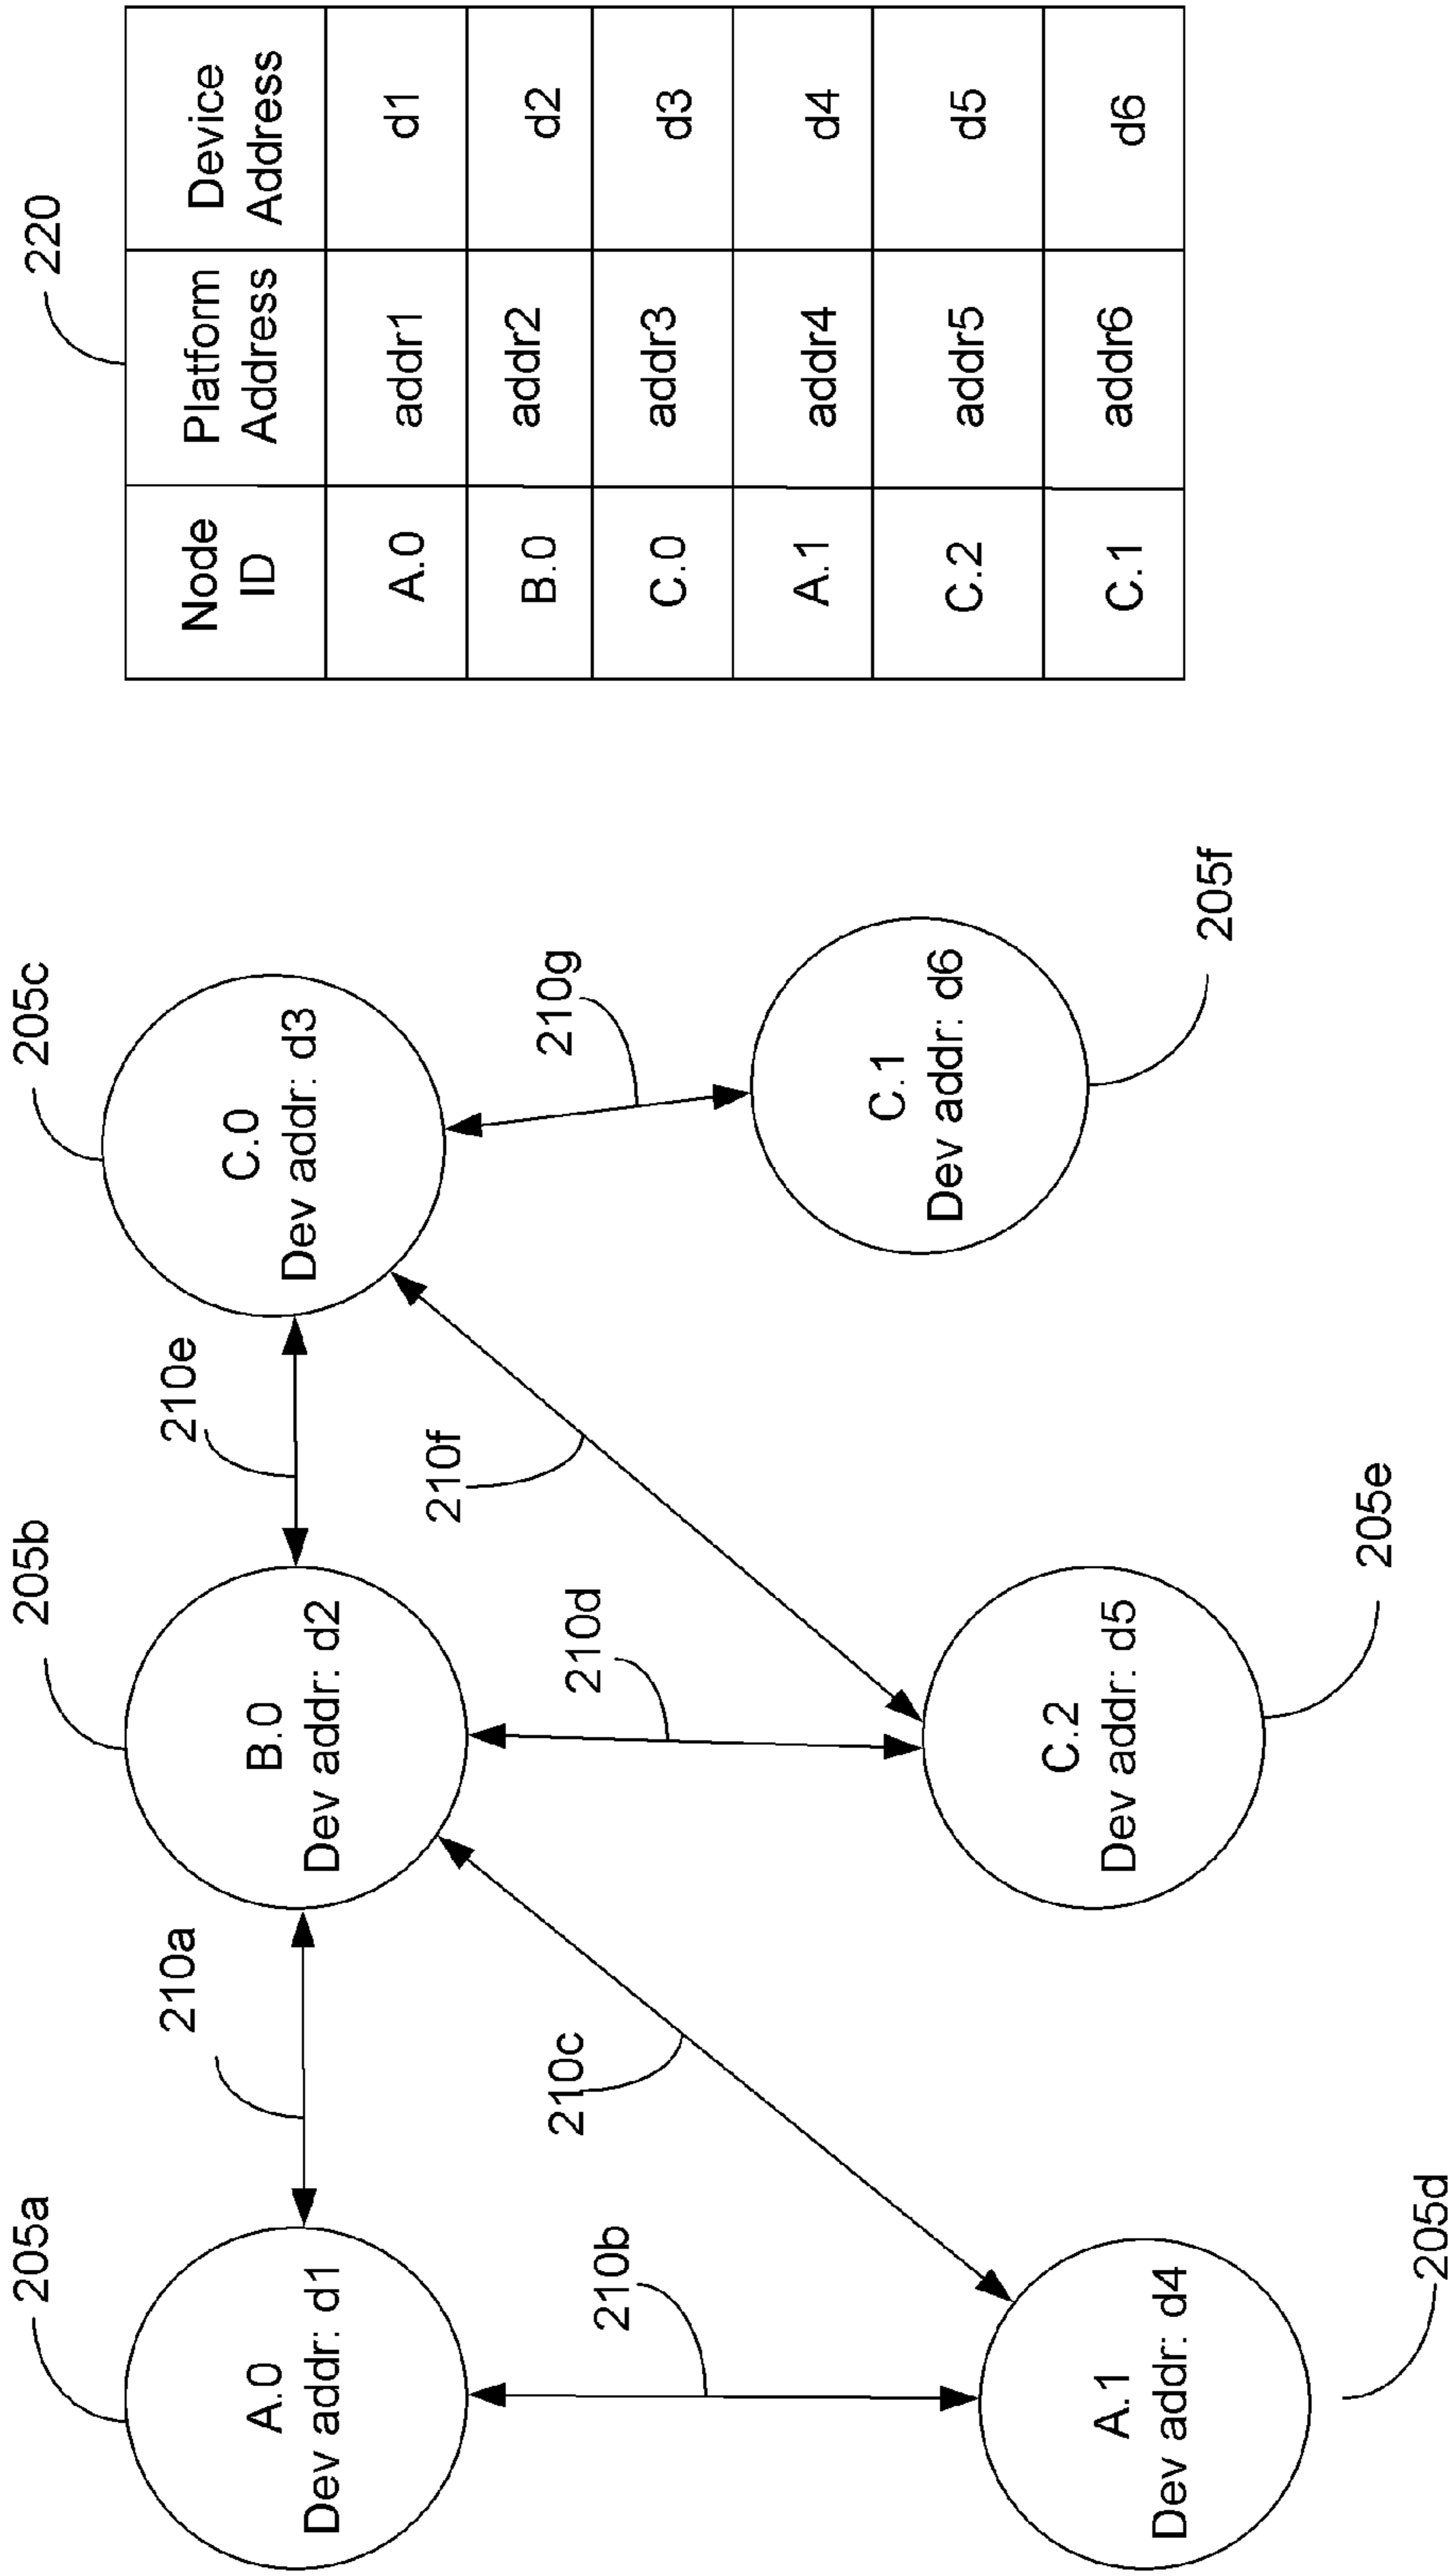 205a
205b
205c
220
A.0
Dev addr: d1
210a
B.0
Dev addr: d2
210e
C.0
Dev addr: d3
210b
210c
210d
210f
210g
A.1
Dev addr: d4
C.2
Dev addr: d5
C.1
Dev addr: d6
205d
205e
205f
Node ID Platform Address Device Address
A.0 addr1 d1
B.0 addr2 d2
C.0 addr3 d3
A.1 addr4 d4
C.2 addr5 d5
C.1 addr6 d6